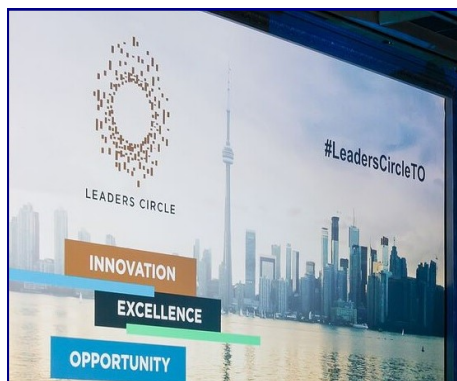 LEADERS CIRCLE
#LeadersCircleTO
INNOVATION
EXCELLENCE
OPPORTUNITY